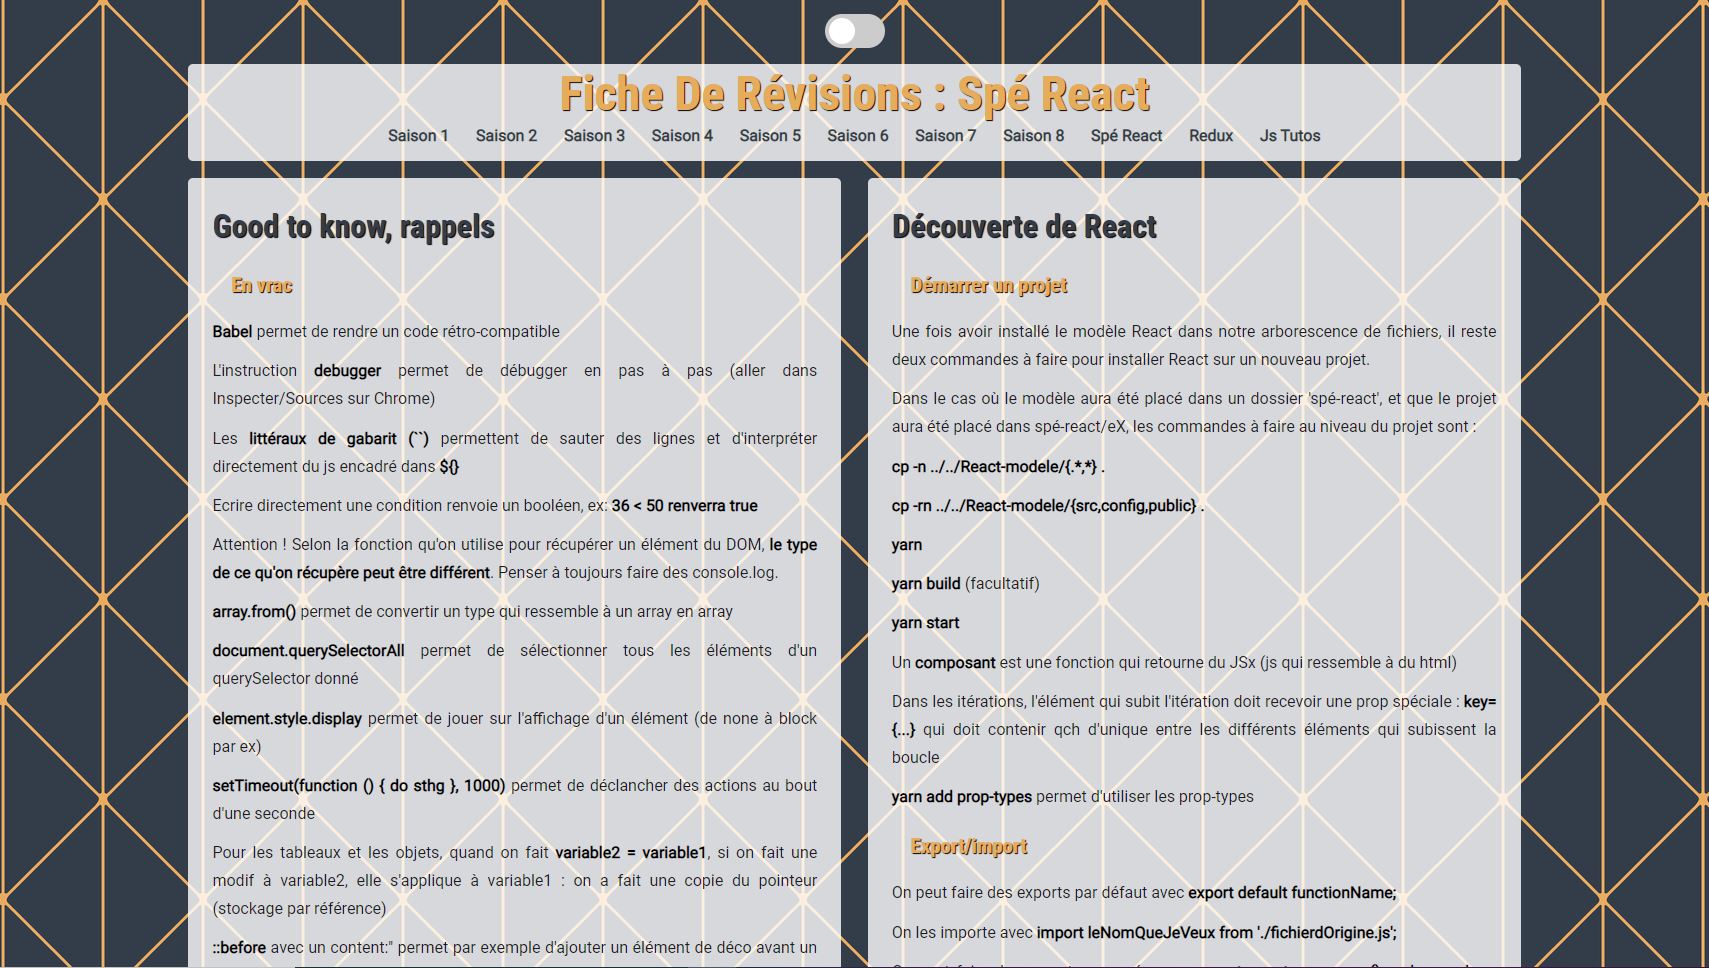 Fiche De Révisions : Spé React
Saison 1 Saison 2 Saison 3 Saison 4 Saison 5 Saison 6 Saison 7 Saison 8 Spé React Redux Js Tutos
Good to know, rappels
En vrac
Babel permet de rendre un code rétro-compatible
L'instruction debugger permet de débugger en pas à pas (aller dans
Inspecter/Sources sur Chrome)
Les littéraux de gabarit (``) permettent de sauter des lignes et d'interpréter
directement du js encadré dans ${}
Ecrire directement une condition renvoie un booléen, ex: 36 < 50 renverra true
Attention ! Selon la fonction qu'on utilise pour récupérer un élément du DOM, le type
de ce qu'on récupère peut être différent. Penser à toujours faire des console.log.
array.from() permet de convertir un type qui ressemble à un array en array
document.querySelectorAll permet de sélectionner tous les éléments d'un
querySelector donné
element.style.display permet de jouer sur l'affichage d'un élément (de none à block
par ex)
setTimeout(function () { do sthg }, 1000) permet de déclancher des actions au bout
d'une seconde
Pour les tableaux et les objets, quand on fait variable2 = variable1, si on fait une
modif à variable2, elle s'applique à variable1 : on a fait une copie du pointeur
(stockage par référence)
::before avec un content:" permet par exemple d'ajouter un élément de déco avant un
Découverte de React
Démarrer un projet
Une fois avoir installé le modèle React dans notre arborescence de fichiers, il reste
deux commandes à faire pour installer React sur un nouveau projet.
Dans le cas où le modèle aura été placé dans un dossier 'spé-react', et que le projet
aura été placé dans spé-react/eX, les commandes à faire au niveau du projet sont :
cp -n ../../React-modele/{.*,*} .
cp -rn ../../React-modele/{src,config,public} .
yarn
yarn build (facultatif)
yarn start
Un composant est une fonction qui retourne du JSx (js qui ressemble à du html)
Dans les itérations, l'élément qui subit l'itération doit recevoir une prop spéciale : key=
{...} qui doit contenir qch d'unique entre les différents éléments qui subissent la
boucle
yarn add prop-types permet d'utiliser les prop-types
Export/import
On peut faire des exports par défaut avec export default functionName;
On les importe avec import leNomQueJeVeux from './fichierdOrigine.js';